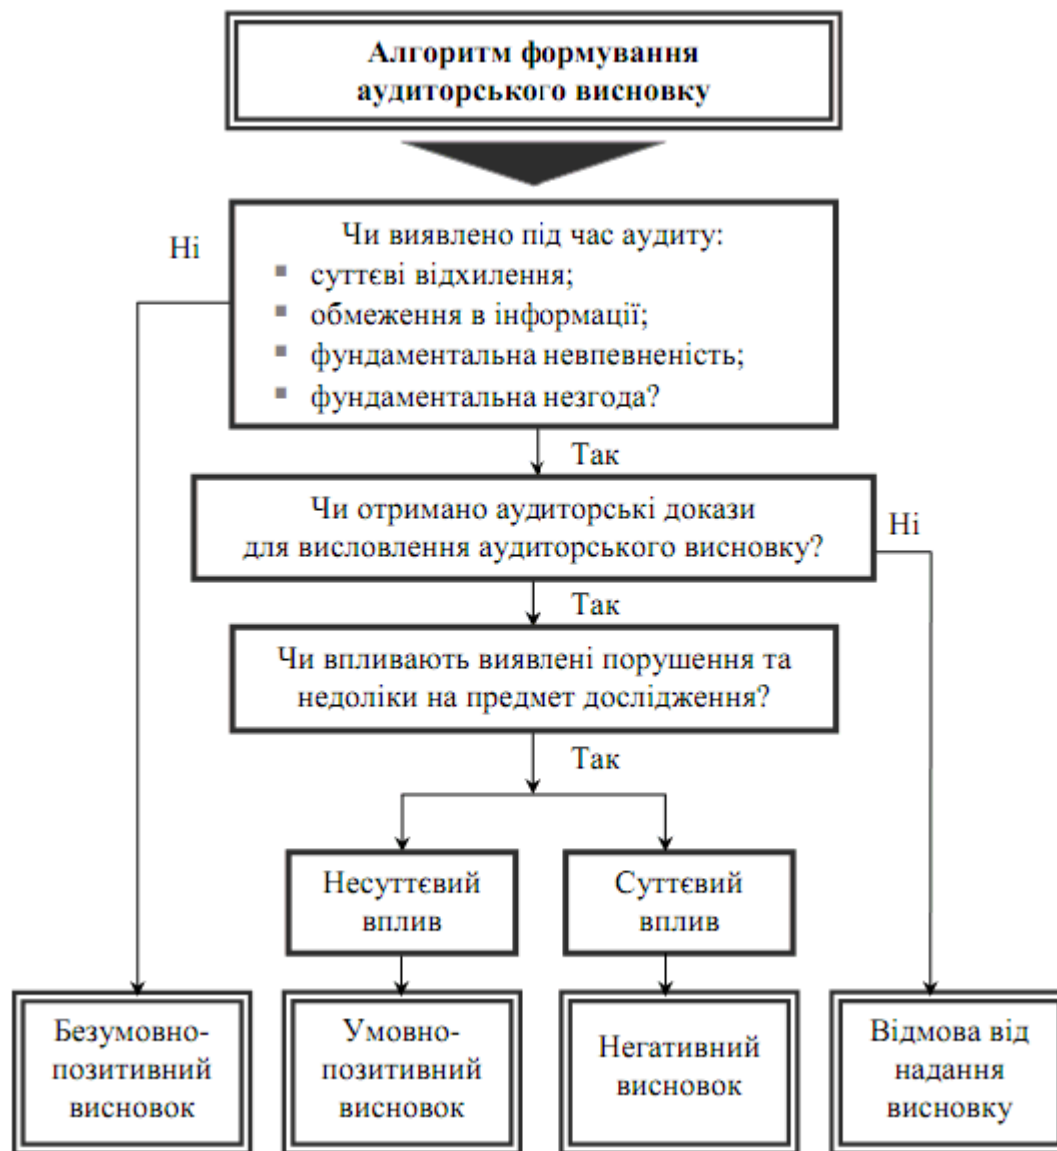 Алгоритм формування
аудиторського висновку
Ні
Чи виявлено під час аудиту:
▪ суттєві відхилення;
▪ обмеження в інформації;
▪ фундаментальна невпевненість;
▪ фундаментальна незгода?
Так
Чи отримано аудиторські докази
для висловлення аудиторського висновку?
Ні
Так
Чи впливають виявлені порушення та
недоліки на предмет дослідження?
Так
Несуттєвий
вплив
Суттєвий
вплив
Безумовно-
позитивний
висновок
Умовно-
позитивний
висновок
Негативний
висновок
Відмова від
надання
висновку